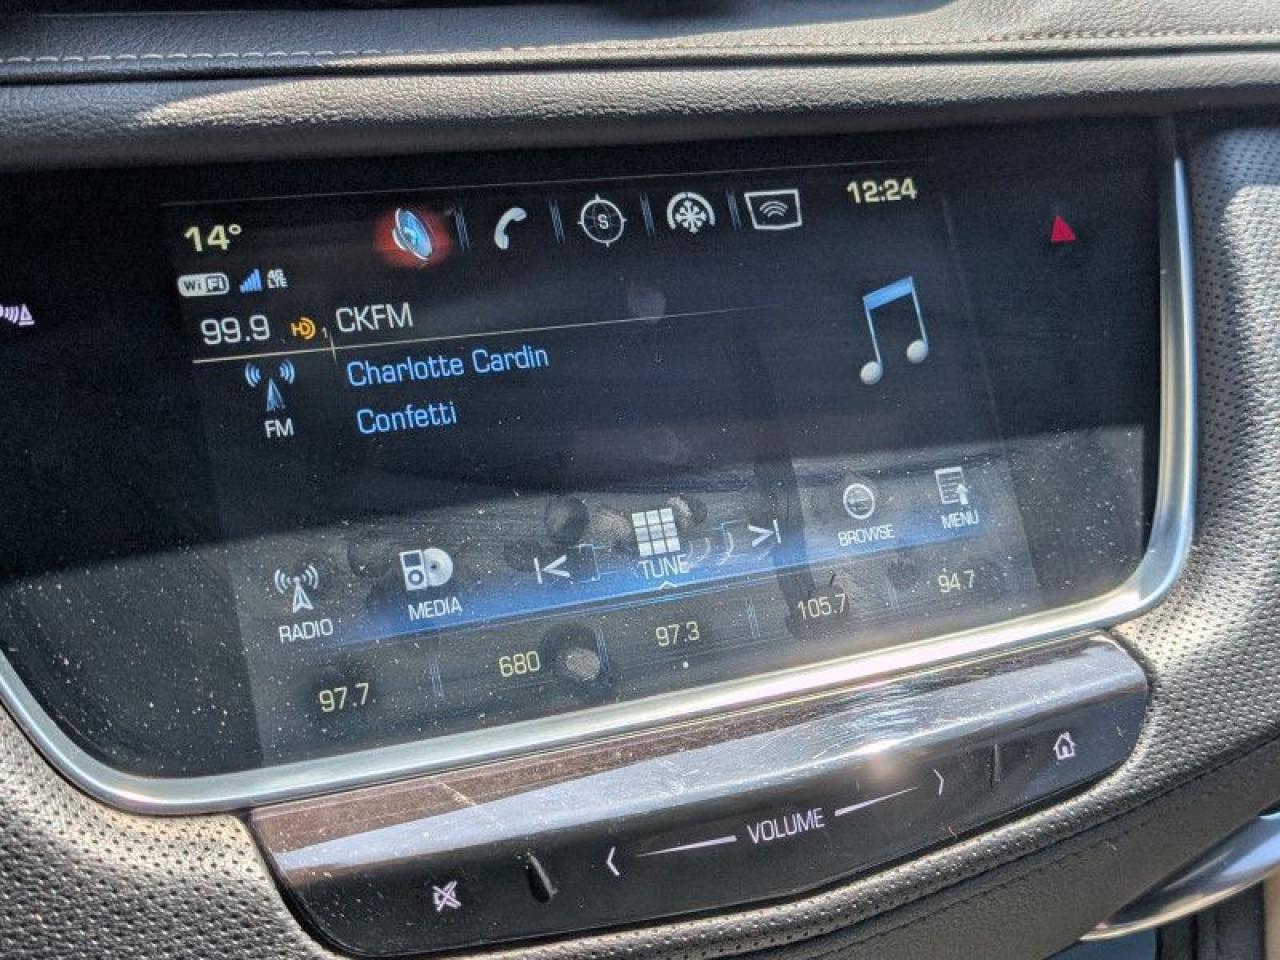 14°
12:24
S
WiFi
4G
LTE
99.9 HD 1 CKFM
Charlotte Cardin
FM
Confetti
RADIO
MEDIA
TUNE
BROWSE
MENU
97.7
680
97.3
105.7
94.7
VOLUME